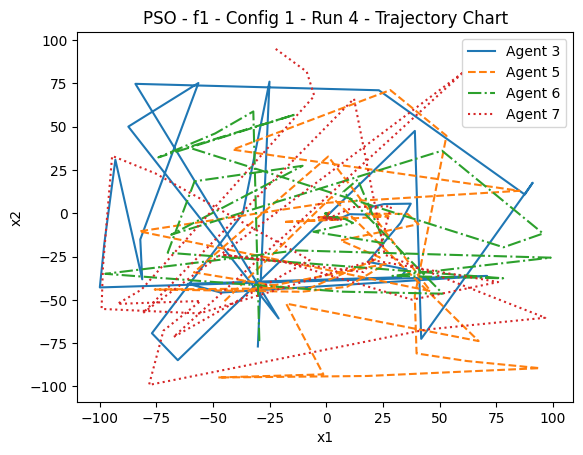 PSO - f1 - Config 1 - Run 4 - Trajectory Chart
Agent 3
Agent 5
Agent 6
Agent 7
100
75
50
25
0
−25
−50
−75
−100
x2
−100
−75
−50
−25
0
25
50
75
100
x1